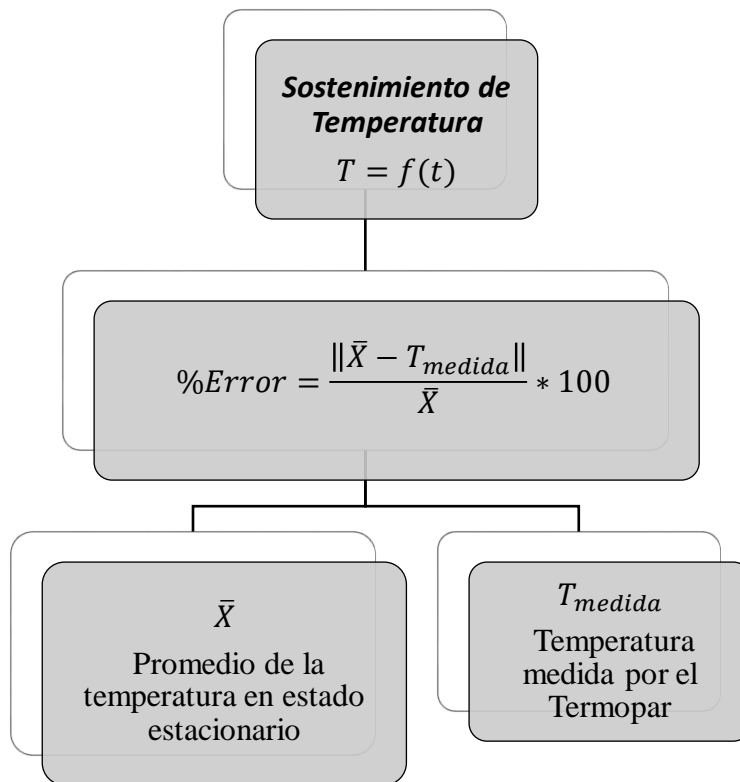 Sostenimiento de
Temperatura
T = f(t)
%Error = ‖X̄ − T_medida‖ / X̄ * 100
X̄
Promedio de la
temperatura en estado
estacionario
T_medida
Temperatura
medida por el
Termopar